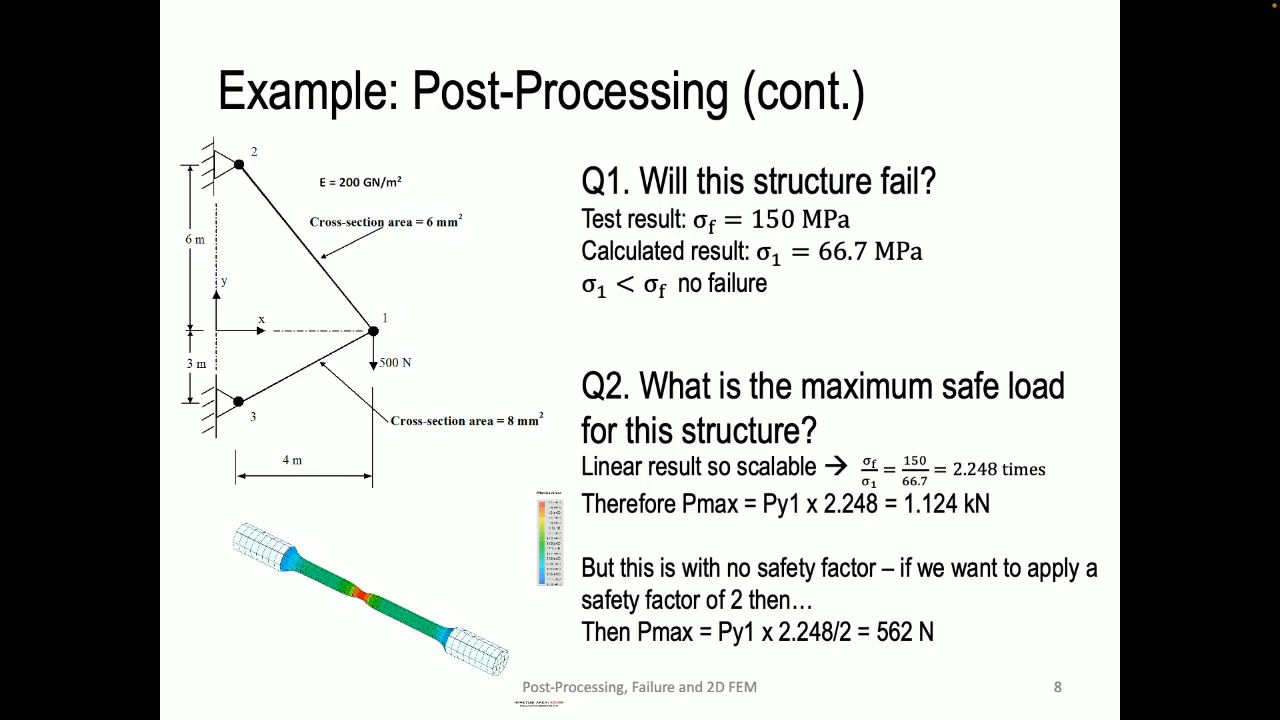 Example: Post-Processing (cont.)
2
E = 200 GN/m²
Cross-section area = 6 mm²
6 m
y
x
1
3 m
500 N
3
Cross-section area = 8 mm²
4 m
Q1. Will this structure fail?
Test result: σf = 150 MPa
Calculated result: σ1 = 66.7 MPa
σ1 < σf no failure
Q2. What is the maximum safe load
for this structure?
Linear result so scalable → σf/σ1 = 150/66.7 = 2.248 times
Therefore Pmax = Py1 x 2.248 = 1.124 kN
But this is with no safety factor – if we want to apply a
safety factor of 2 then…
Then Pmax = Py1 x 2.248/2 = 562 N
Post-Processing, Failure and 2D FEM
8